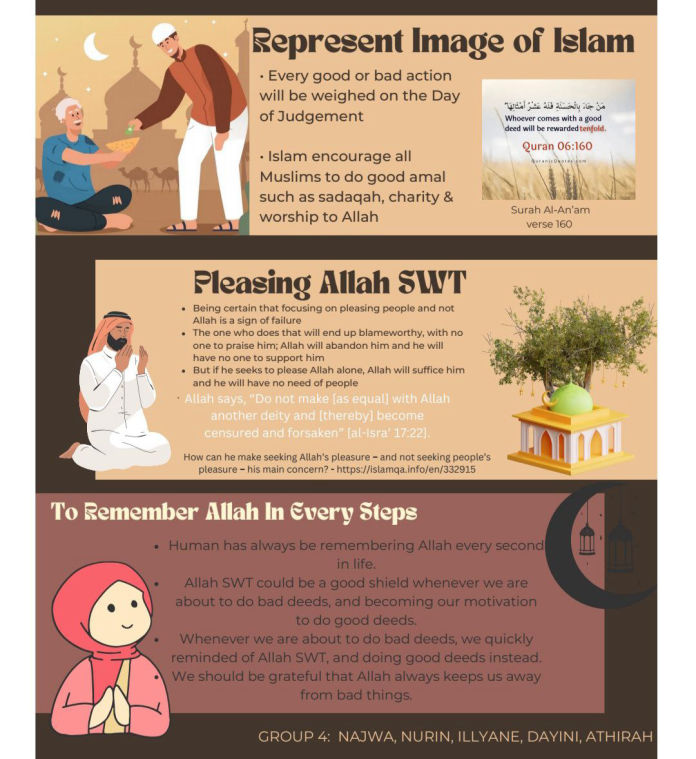 Represent Image of Islam
• Every good or bad action
will be weighed on the Day
of Judgement
• Islam encourage all
Muslims to do good amal
such as sadaqah, charity &
worship to Allah
مَنْ جَاءَ بِالْحَسَنَةِ فَلَهُ عَشْرُ أَمْثَالِهَا
Whoever comes with a good
deed will be rewarded tenfold.
Quran 06:160
QuranicQuotes.com
Surah Al-An'am
verse 160
Pleasing Allah SWT
• Being certain that focusing on pleasing people and not
Allah is a sign of failure
• The one who does that will end up blameworthy, with no
one to praise him; Allah will abandon him and he will
have no one to support him
• But if he seeks to please Allah alone, Allah will suffice him
and he will have no need of people
· Allah says, "Do not make [as equal] with Allah
another deity and [thereby] become
censured and forsaken" [al-Isra' 17:22}.
How can he make seeking Allah's pleasure – and not seeking people's
pleasure – his main concern? - https://islamqa.info/en/332915
To Remember Allah In Every Steps
• Human has always be remembering Allah every second
in life.
• Allah SWT could be a good shield whenever we are
about to do bad deeds, and becoming our motivation
to do good deeds.
• Whenever we are about to do bad deeds, we quickly
reminded of Allah SWT, and doing good deeds instead.
• We should be grateful that Allah always keeps us away
from bad things.
GROUP 4: NAJWA, NURIN, ILLYANE, DAYINI, ATHIRAH